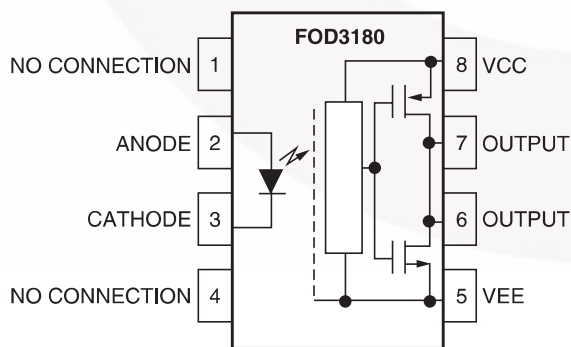 FOD3180
NO CONNECTION 1
8 VCC
ANODE 2
7 OUTPUT
CATHODE 3
6 OUTPUT
NO CONNECTION 4
5 VEE